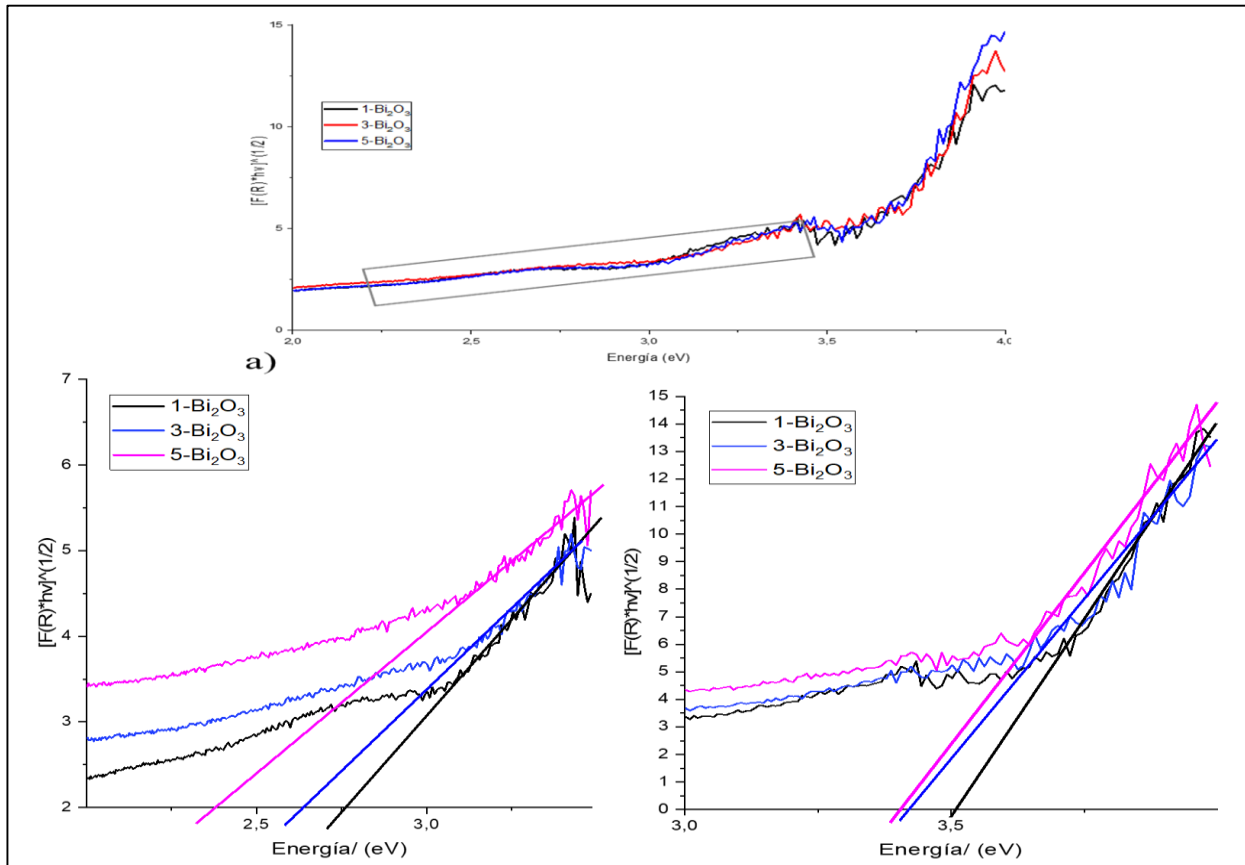 15
10
5
0
[F(R)*hv]^(1/2)
1-Bi₂O₃
3-Bi₂O₃
5-Bi₂O₃
2,0 2,5 3,0 3,5 4,0
Energía (eV)
a)
7
6
5
4
3
2
[F(R)*hv]^(1/2)
1-Bi₂O₃
3-Bi₂O₃
5-Bi₂O₃
2,5 3,0
Energía/ (eV)
15
14
13
12
11
10
9
8
7
6
5
4
3
2
1
0
[F(R)*hv]^(1/2)
1-Bi₂O₃
3-Bi₂O₃
5-Bi₂O₃
3,0 3,5
Energía/ (eV)